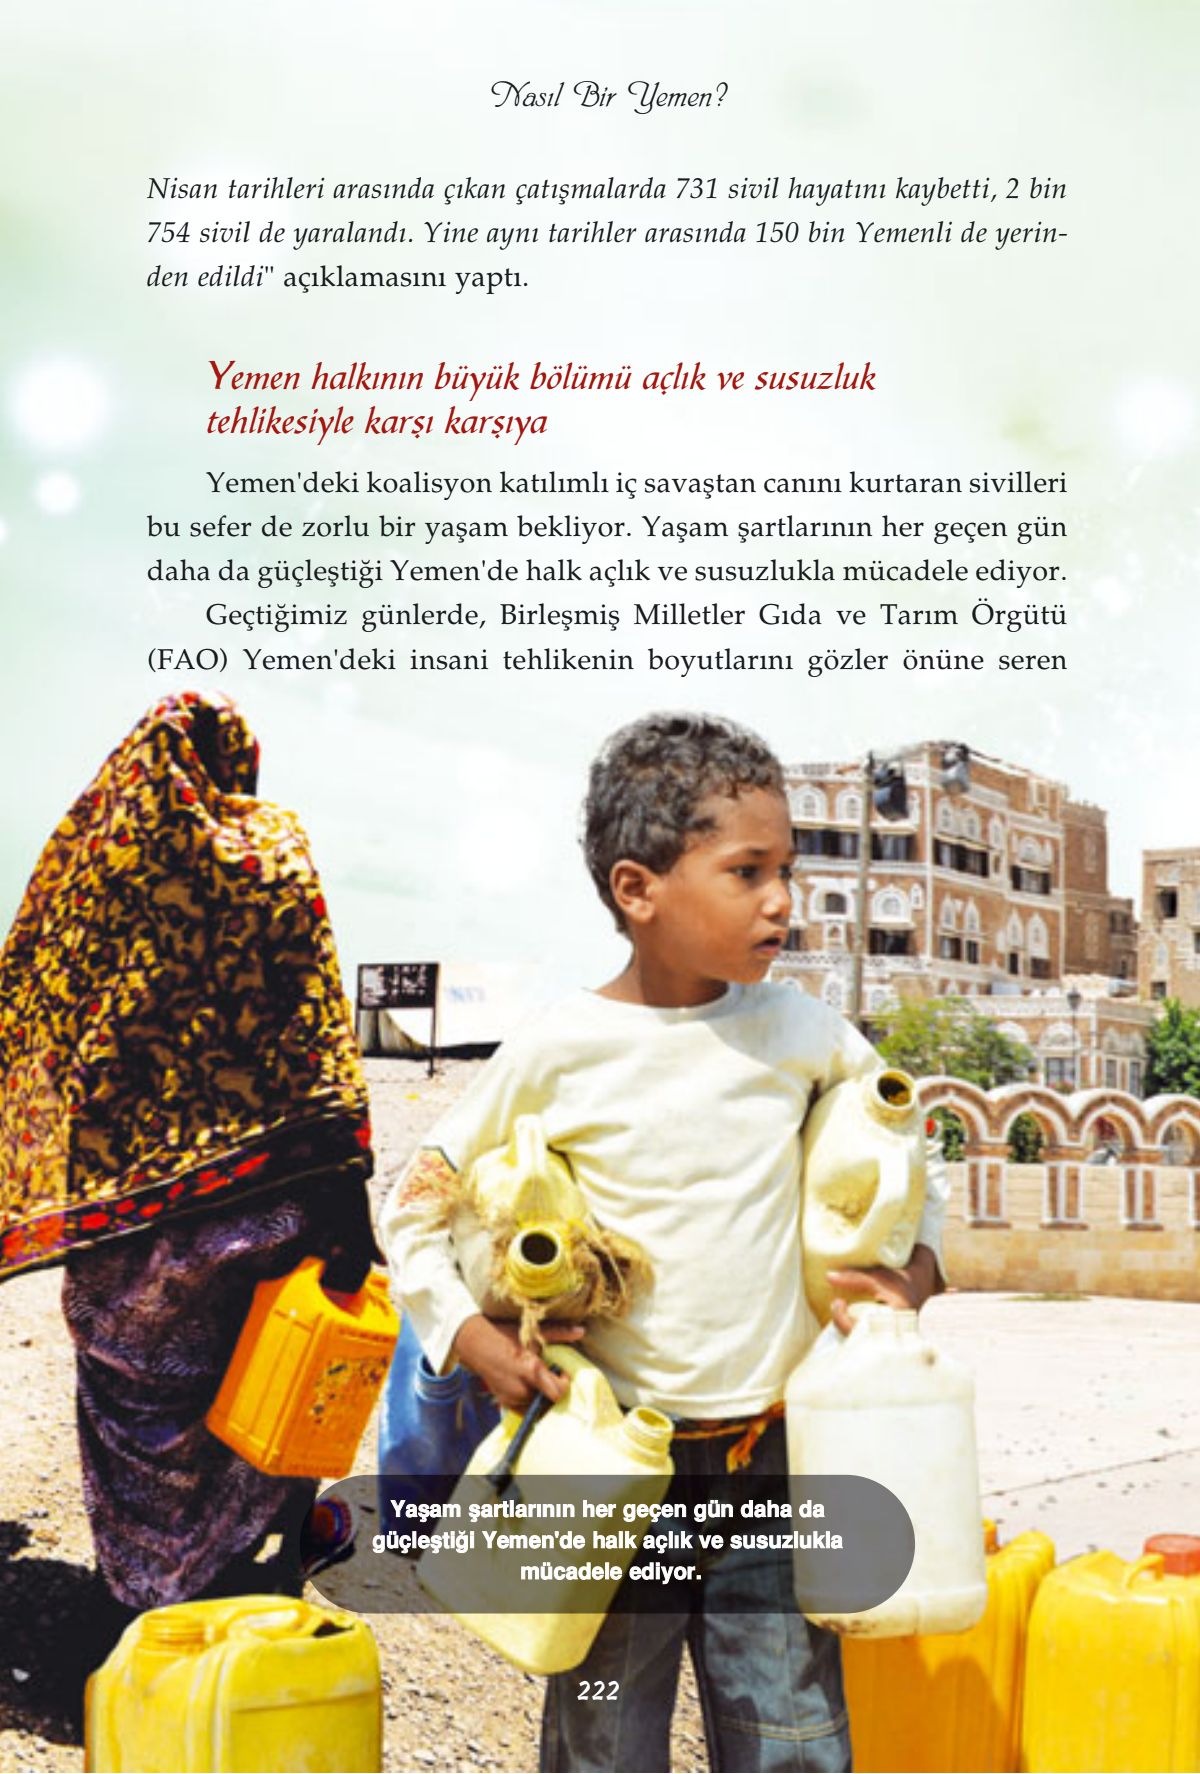 Nasıl Bir Yemen?
Nisan tarihleri arasında çıkan çatışmalarda 731 sivil hayatını kaybetti, 2 bin
754 sivil de yaralandı. Yine aynı tarihler arasında 150 bin Yemenli de yerin-
den edildi" açıklamasını yaptı.
Yemen halkının büyük bölümü açlık ve susuzluk
tehlikesiyle karşı karşıya
Yemen'deki koalisyon katılımlı iç savaştan canını kurtaran sivilleri
bu sefer de zorlu bir yaşam bekliyor. Yaşam şartlarının her geçen gün
daha da güçleştiği Yemen'de halk açlık ve susuzlukla mücadele ediyor.
Geçtiğimiz günlerde, Birleşmiş Milletler Gıda ve Tarım Örgütü
(FAO) Yemen'deki insani tehlikenin boyutlarını gözler önüne seren
Yaşam şartlarının her geçen gün daha da
güçleştiği Yemen'de halk açlık ve susuzlukla
mücadele ediyor.
222